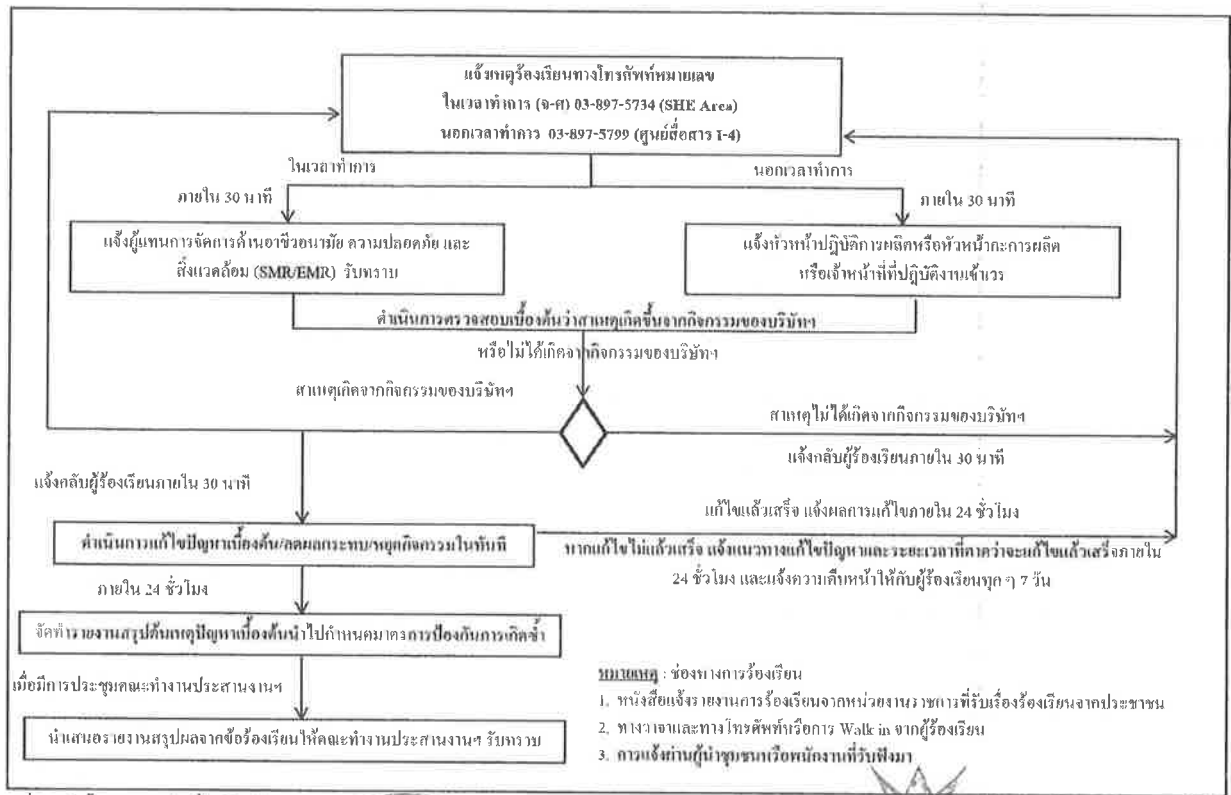 แจ้งเหตุร้องเรียนทางโทรศัพท์หมายเลข
ในเวลาทำการ (จ-ศ) 03-897-5734 (SHE Area)
นอกเวลาทำการ 03-897-5799 (ศูนย์สื่อสาร I-4)
ในเวลาทำการ
นอกเวลาทำการ
ภายใน 30 นาที
ภายใน 30 นาที
แจ้งผู้แทนการจัดการด้านอาชีวอนามัย ความปลอดภัย และ
สิ่งแวดล้อม (SMR/EMR) รับทราบ
แจ้งหัวหน้าปฏิบัติการผลิตหรือหัวหน้ากะการผลิต
หรือเจ้าหน้าที่ที่ปฏิบัติงานเข้าเวร
ดำเนินการตรวจสอบเบื้องต้นว่าสาเหตุเกิดขึ้นจากกิจกรรมของบริษัทฯ
หรือไม่ได้เกิดจากกิจกรรมของบริษัทฯ
สาเหตุเกิดจากกิจกรรมของบริษัทฯ
สาเหตุไม่ได้เกิดจากกิจกรรมของบริษัทฯ
แจ้งกลับผู้ร้องเรียนภายใน 30 นาที
แจ้งกลับผู้ร้องเรียนภายใน 30 นาที
แก้ไขแล้วเสร็จ แจ้งผลการแก้ไขภายใน 24 ชั่วโมง
ดำเนินการแก้ไขปัญหาเบื้องต้น/ลดผลกระทบ/หยุดกิจกรรมในทันที
หากแก้ไขไม่แล้วเสร็จ แจ้งแนวทางแก้ไขปัญหาและระยะเวลาที่คาดว่าจะแก้ไขแล้วเสร็จภายใน
24 ชั่วโมง และแจ้งความคืบหน้าให้กับผู้ร้องเรียนทุก ๆ 7 วัน
ภายใน 24 ชั่วโมง
จัดทำรายงานสรุปต้นเหตุปัญหาเบื้องต้นนำไปกำหนดมาตรการป้องกันการเกิดซ้ำ
เมื่อมีการประชุมคณะทำงานประสานงานฯ
นำเสนอรายงานสรุปผลจากข้อร้องเรียนให้คณะทำงานประสานงานฯ รับทราบ
หมายเหตุ : ช่องทางการร้องเรียน
1. หนังสือแจ้งรายงานการร้องเรียนจากหน่วยงานราชการที่รับเรื่องร้องเรียนจากประชาชน
2. ทางวาจาและทางโทรศัพท์หรือการ Walk in จากผู้ร้องเรียน
3. การแจ้งผ่านผู้นำชุมชนหรือพนักงานที่รับฟังมา